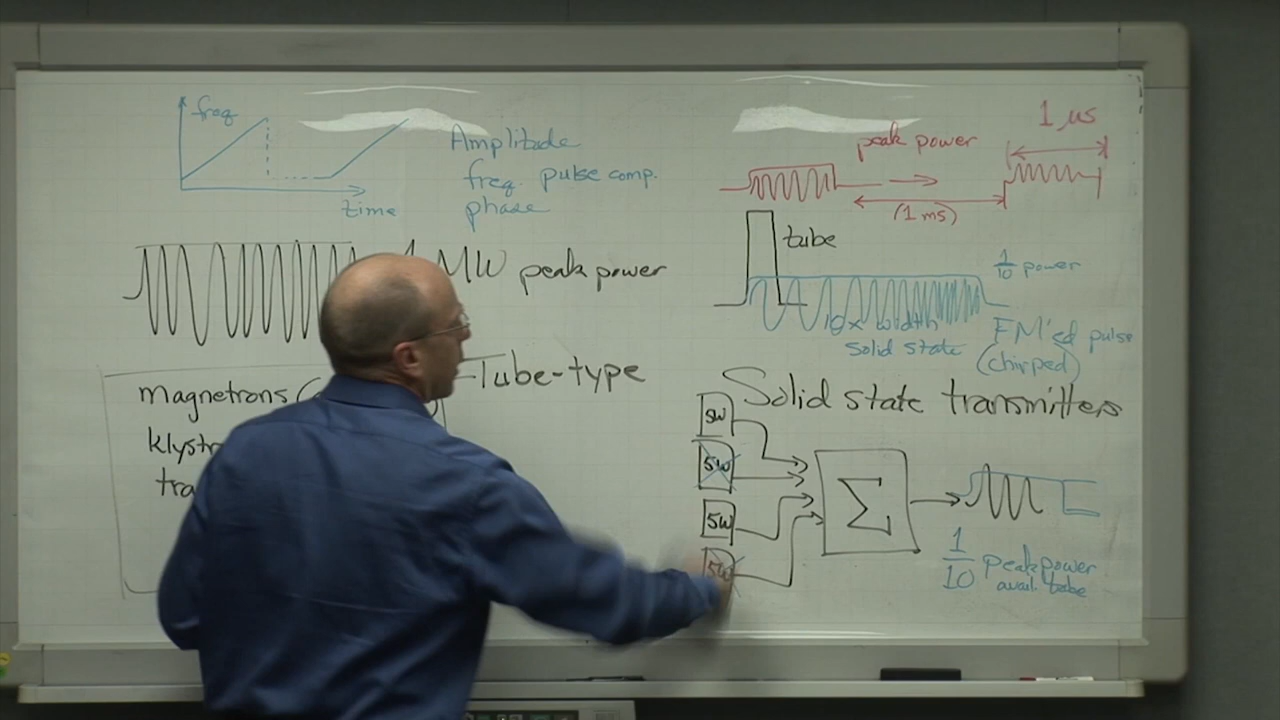 freq
time
Amplitude
freq. pulse comp.
phase
MW peak power
magnetrons
Tube-type
peak power
1 µs
(1 ms)
tube
1/10 power
10x width
solid state
FM'ed pulse
(chirped)
Solid state transmitters
5W
5W
5W
5W
Σ
1/10 peak power
avail. tube